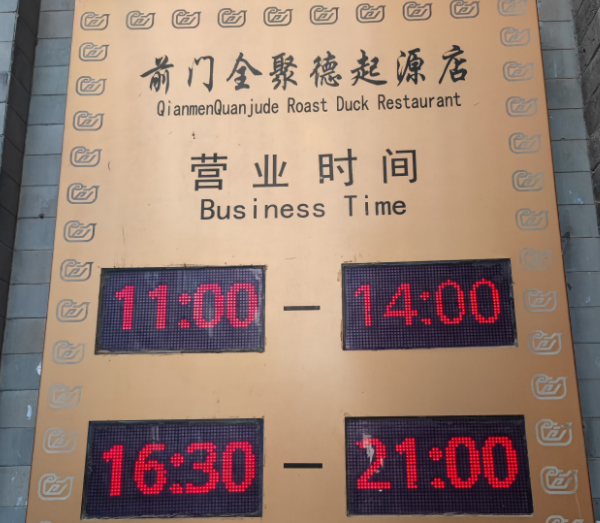 前门全聚德起源店
QianmenQuanjude Roast Duck Restaurant
营业时间
Business Time
11:00 — 14:00
16:30 — 21:00